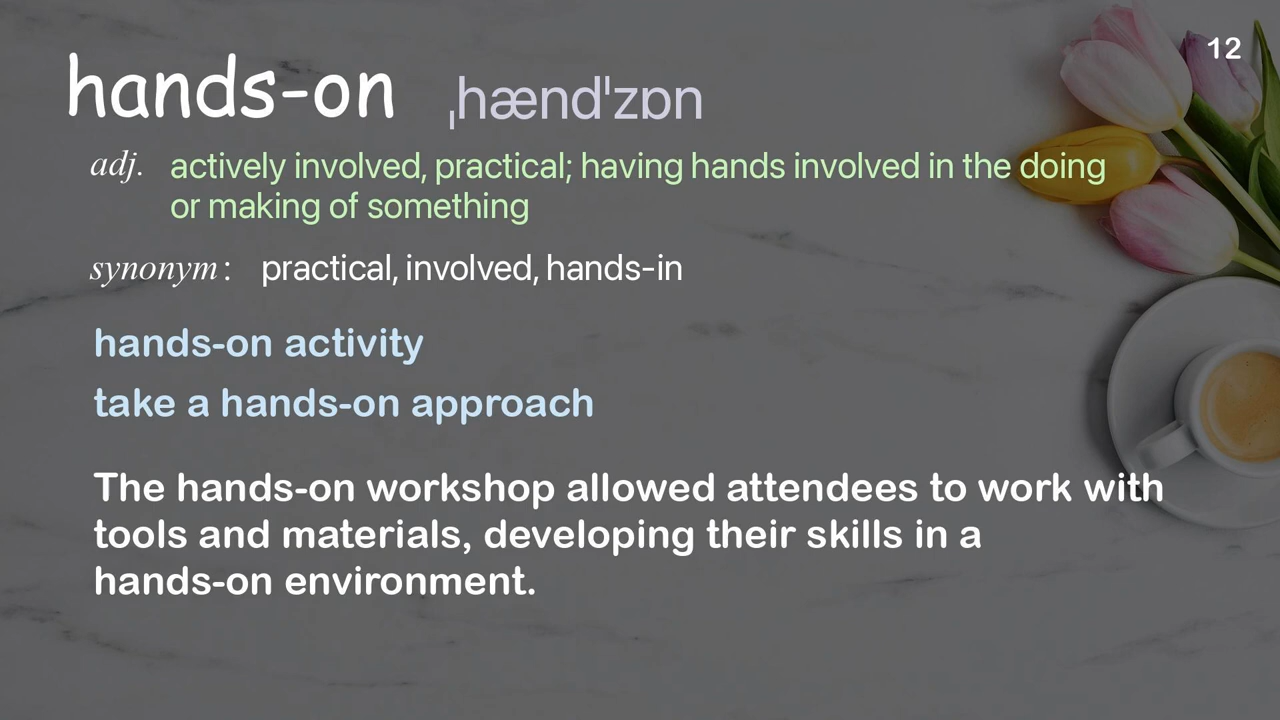 12
hands-on ˌhændˈzɒn
adj. actively involved, practical; having hands involved in the doing
or making of something
synonym: practical, involved, hands-in
hands-on activity
take a hands-on approach
The hands-on workshop allowed attendees to work with
tools and materials, developing their skills in a
hands-on environment.